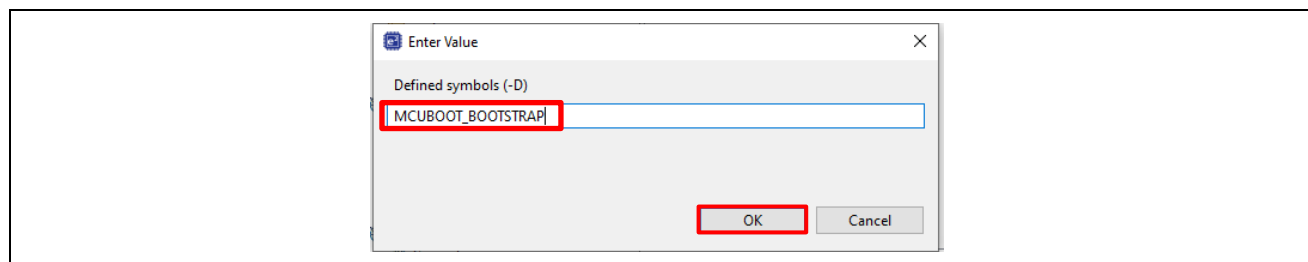 Enter Value
Defined symbols (-D)
MCUBOOT_BOOTSTRAP
OK Cancel